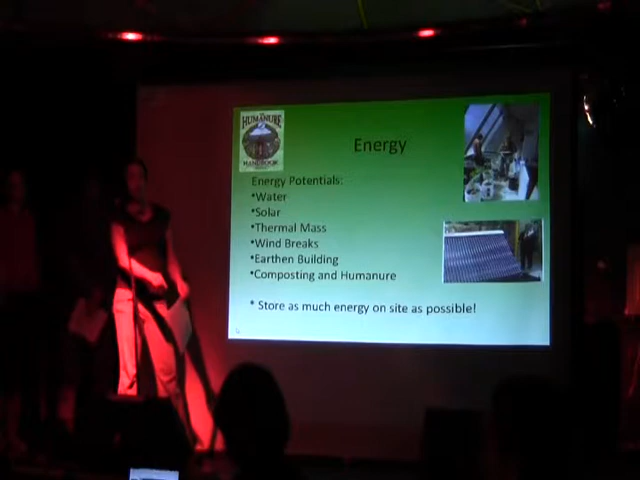 HUMANURE
HANDBOOK
Energy
Energy Potentials:
•Water
•Solar
•Thermal Mass
•Wind Breaks
•Earthen Building
•Composting and Humanure
* Store as much energy on site as possible!